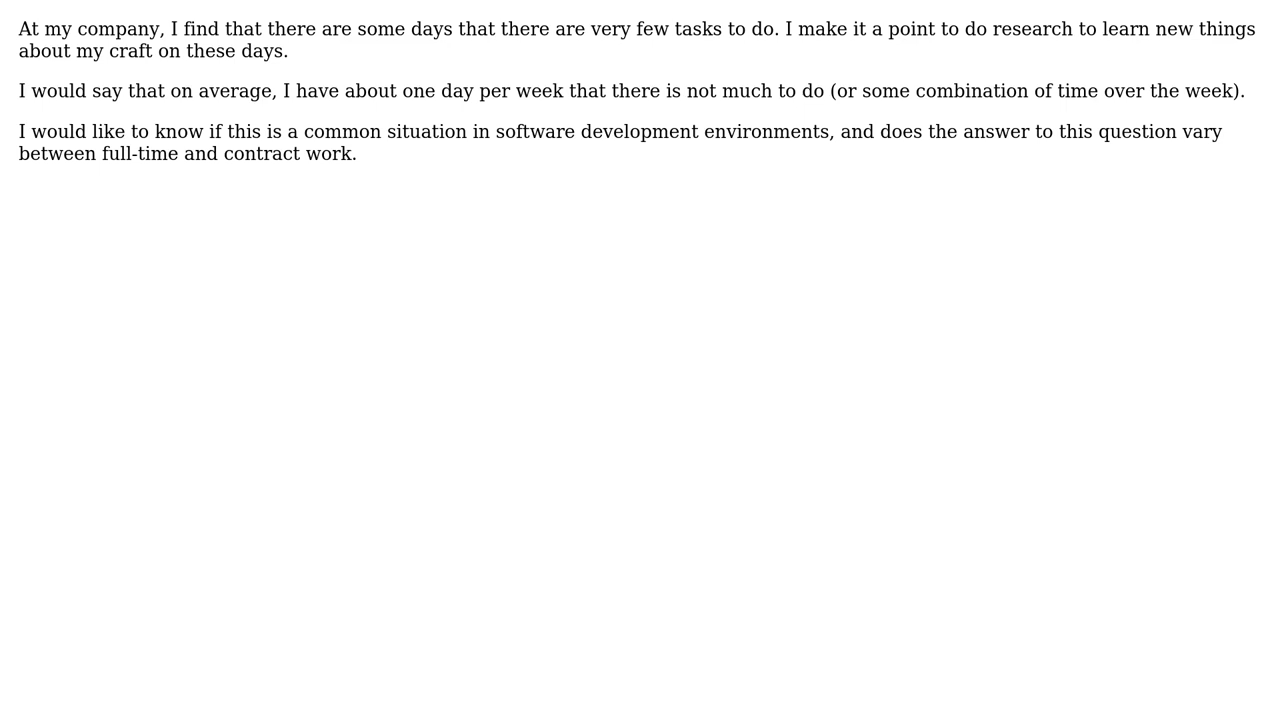 At my company, I find that there are some days that there are very few tasks to do. I make it a point to do research to learn new things
about my craft on these days.
I would say that on average, I have about one day per week that there is not much to do (or some combination of time over the week).
I would like to know if this is a common situation in software development environments, and does the answer to this question vary
between full-time and contract work.